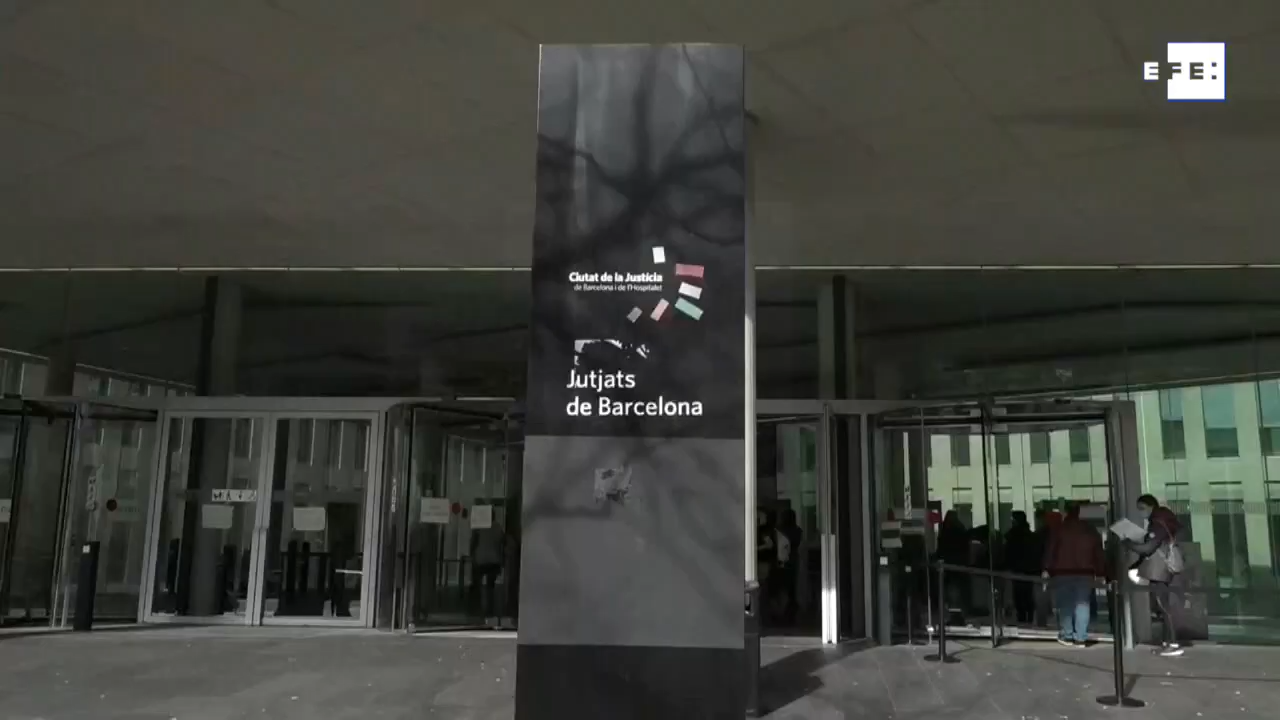 EFE:
Ciutat de la Justícia
de Barcelona i de l'Hospitalet
Jutjats
de Barcelona